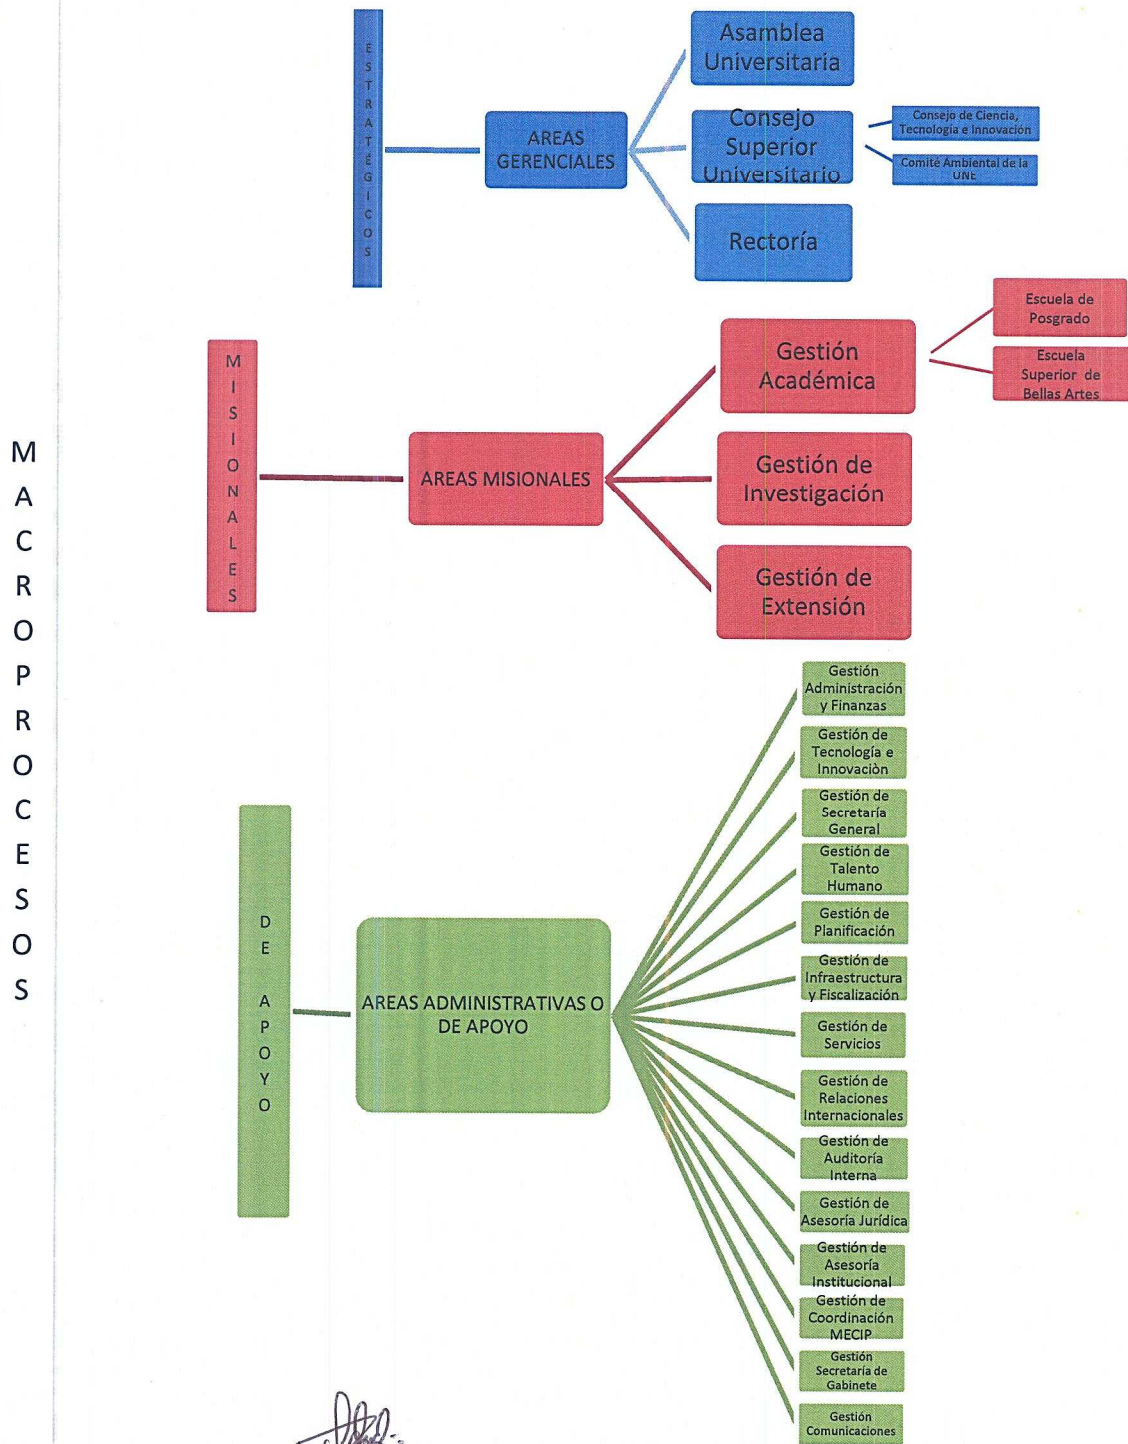 MACROPROCESOS
ESTRATÉGÍCOS
AREAS
GERENCIALES
Asamblea
Universitaria
Consejo
Superior
Universitario
Consejo de Ciencia,
Tecnología e Innovación
Comité Ambiental de la
UNE
Rectoría
MISIONALES
AREAS MISIONALES
Gestión
Académica
Escuela de
Posgrado
Escuela
Superior de
Bellas Artes
Gestión de
Investigación
Gestión de
Extensión
DE APOYO
AREAS ADMINISTRATIVAS O
DE APOYO
Gestión
Administración
y Finanzas
Gestión de
Tecnología e
Innovaciòn
Gestión de
Secretaría
General
Gestión de
Talento
Humano
Gestión de
Planificación
Gestión de
Infraestructura
y Fiscalización
Gestión de
Servicios
Gestión de
Relaciones
Internacionales
Gestión de
Auditoría
Interna
Gestión de
Asesoría Jurídica
Gestión de
Asesoría
Institucional
Gestión de
Coordinación
MECIP
Gestión
Secretaría de
Gabinete
Gestión
Comunicaciones